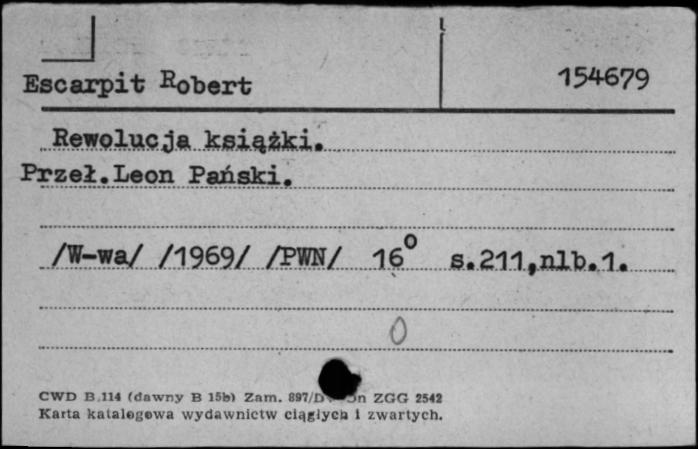 Escarpit Robert 154679
Rewolucja książki.
Przeł.Leon Pański.
/W-wa/ /1969/ /PWN/ 16° s.211,nlb.1.
0
CWD B.114 (dawny B 15b) Zam. 897/D ZGG 2542
Karta katalogowa wydawnictw ciągłych i zwartych.